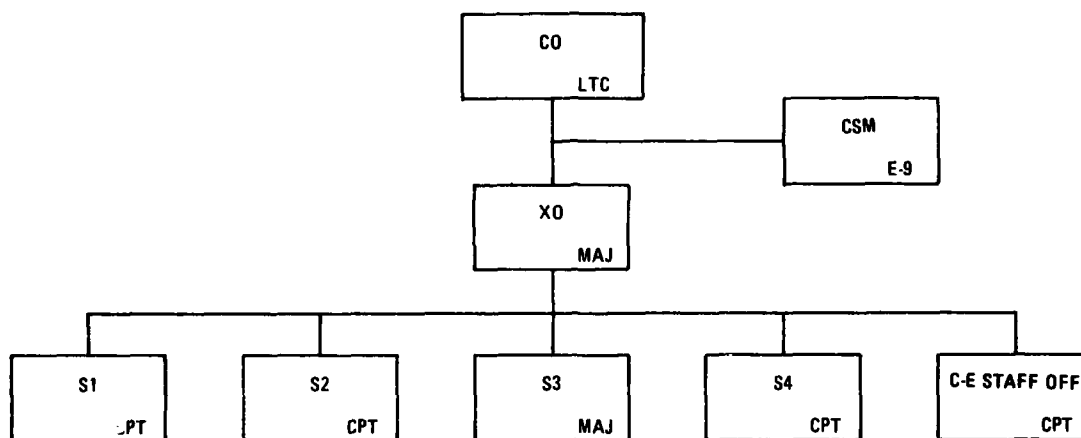 CO
LTC
CSM
E-9
XO
MAJ
S1
S2
CPT
S3
MAJ
S4
CPT
C-E STAFF OFF
CPT